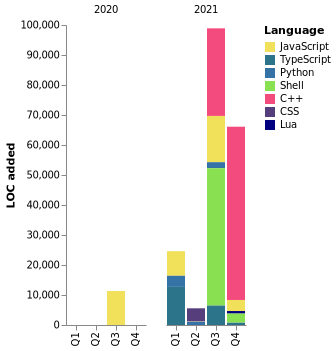 2020 2021
Language
JavaScript
TypeScript
Python
Shell
C++
CSS
Lua
LOC added
100,000
90,000
80,000
70,000
60,000
50,000
40,000
30,000
20,000
10,000
0
Q1 Q2 Q3 Q4 Q1 Q2 Q3 Q4